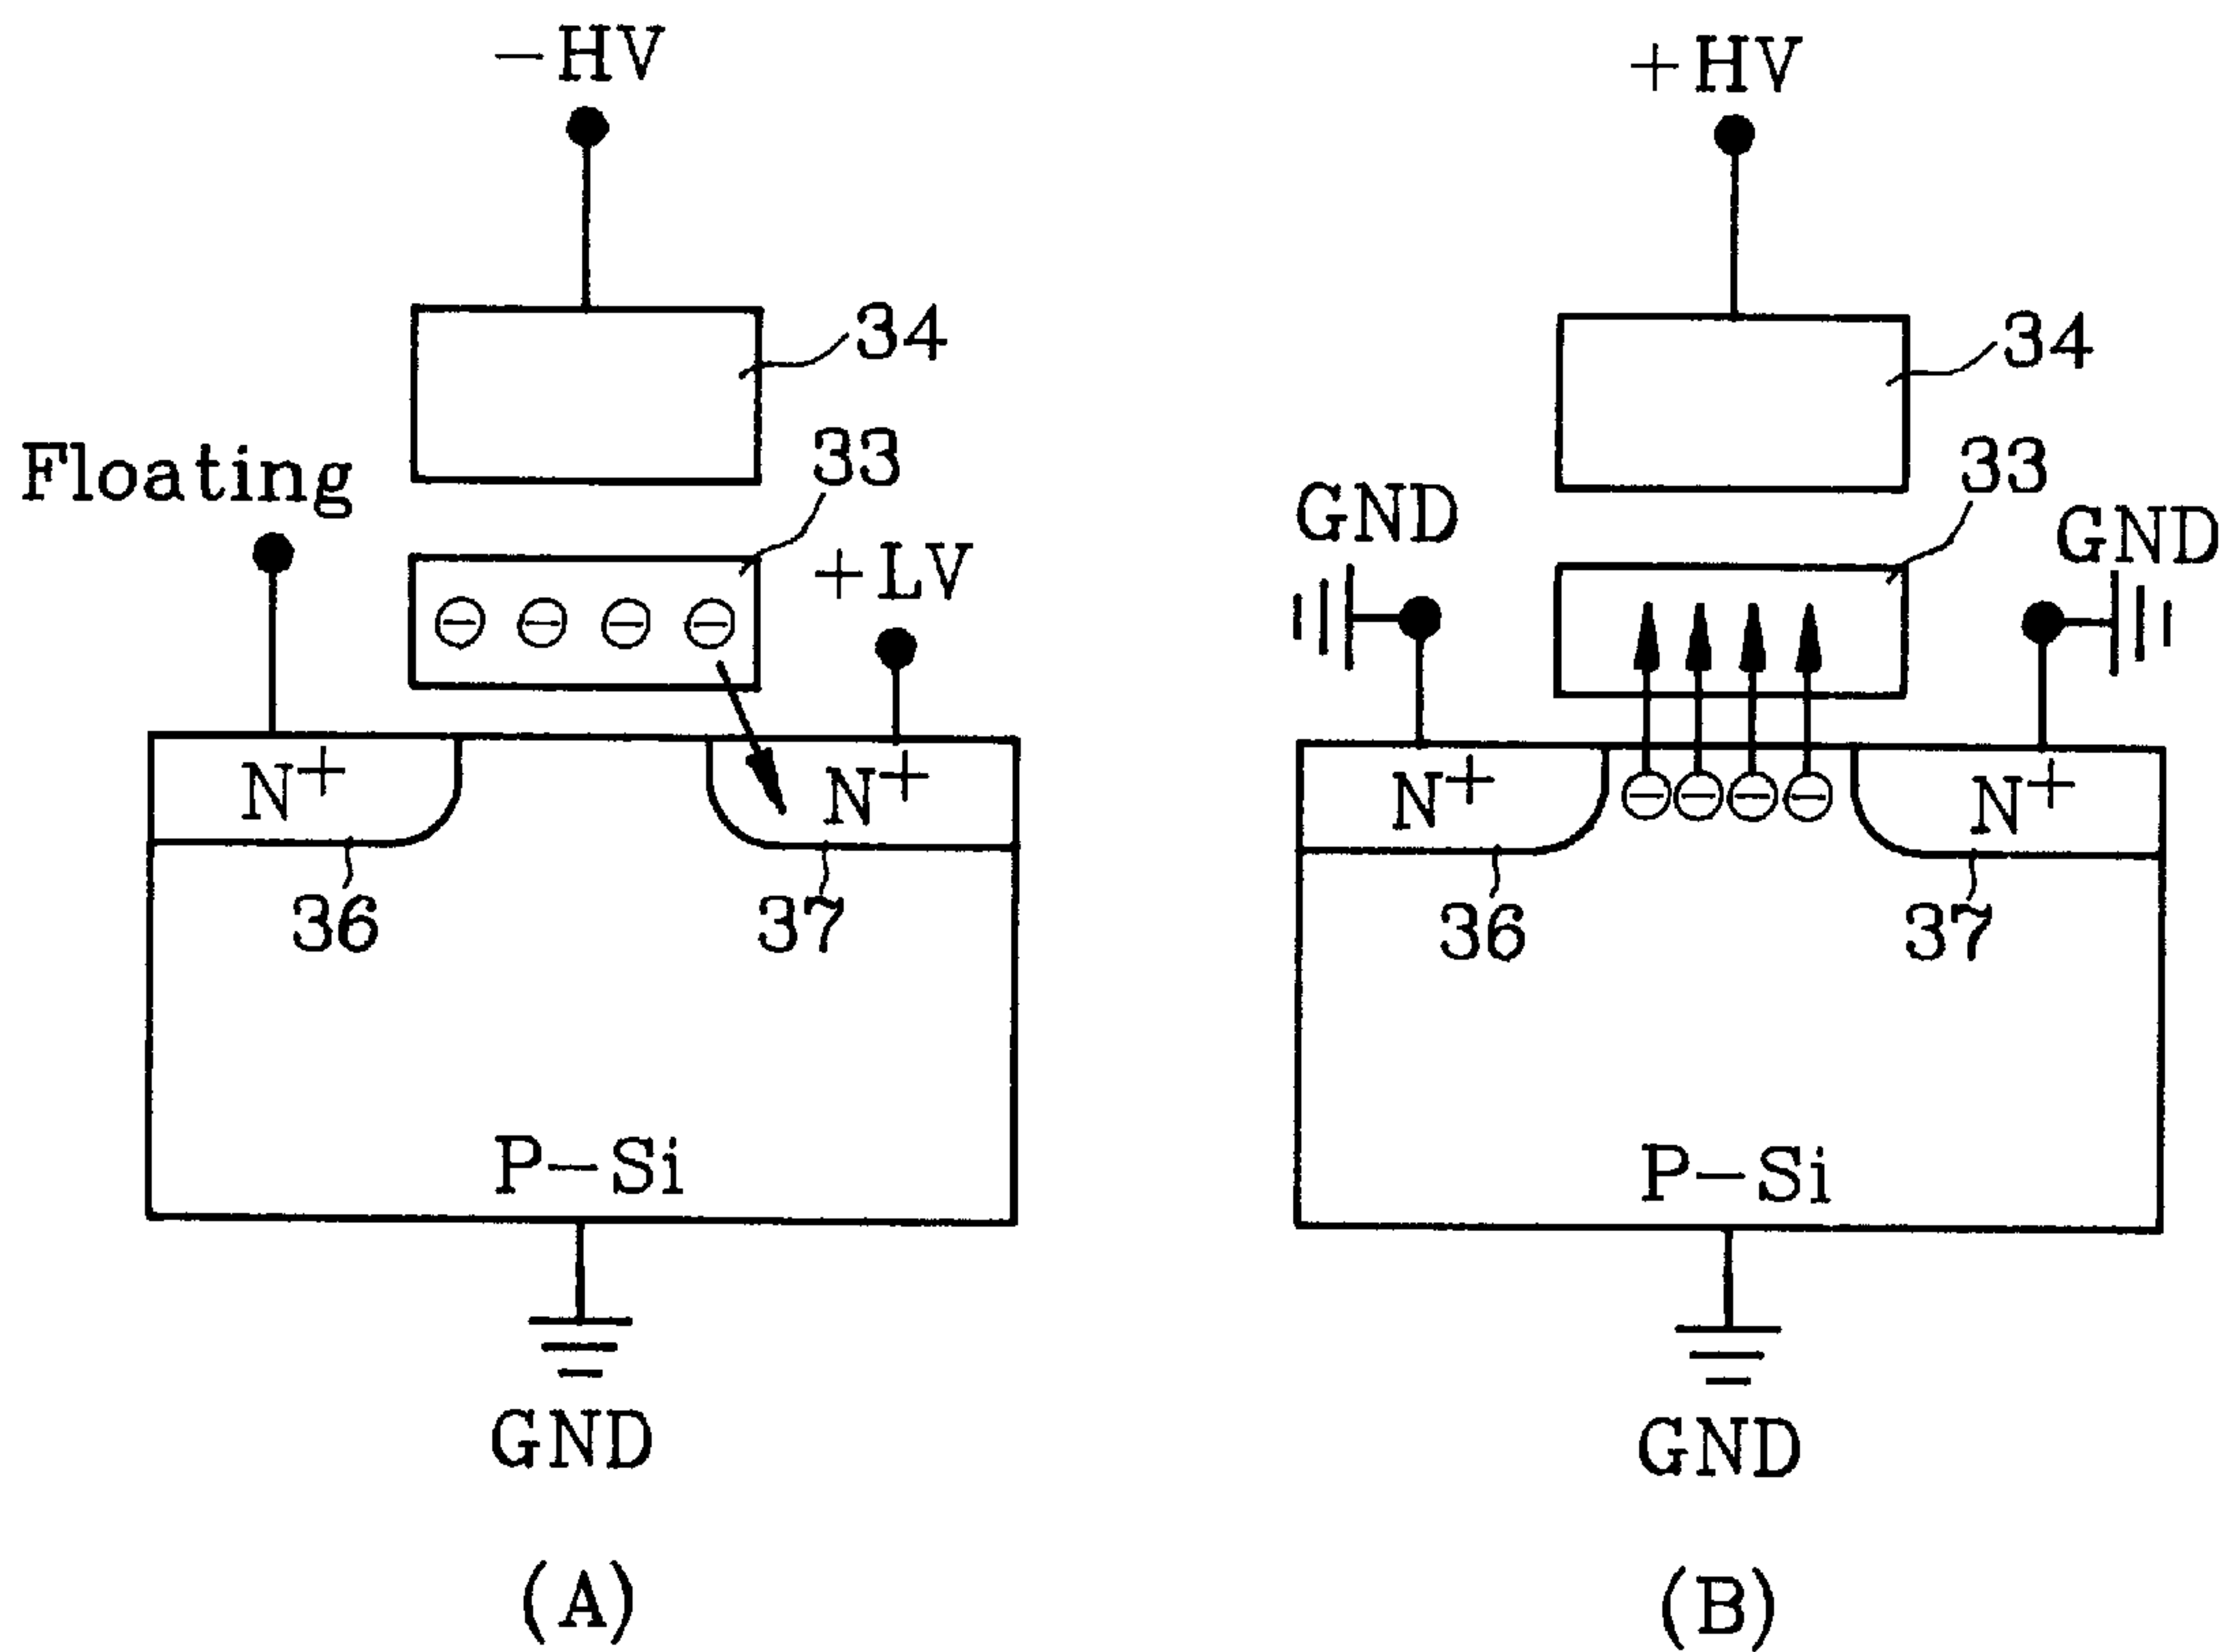 −HV
34
33
Floating
+LV
N+
N+
36
37
P−Si
GND
(A)
+HV
34
33
GND
GND
N+
N+
36
37
P−Si
GND
(B)